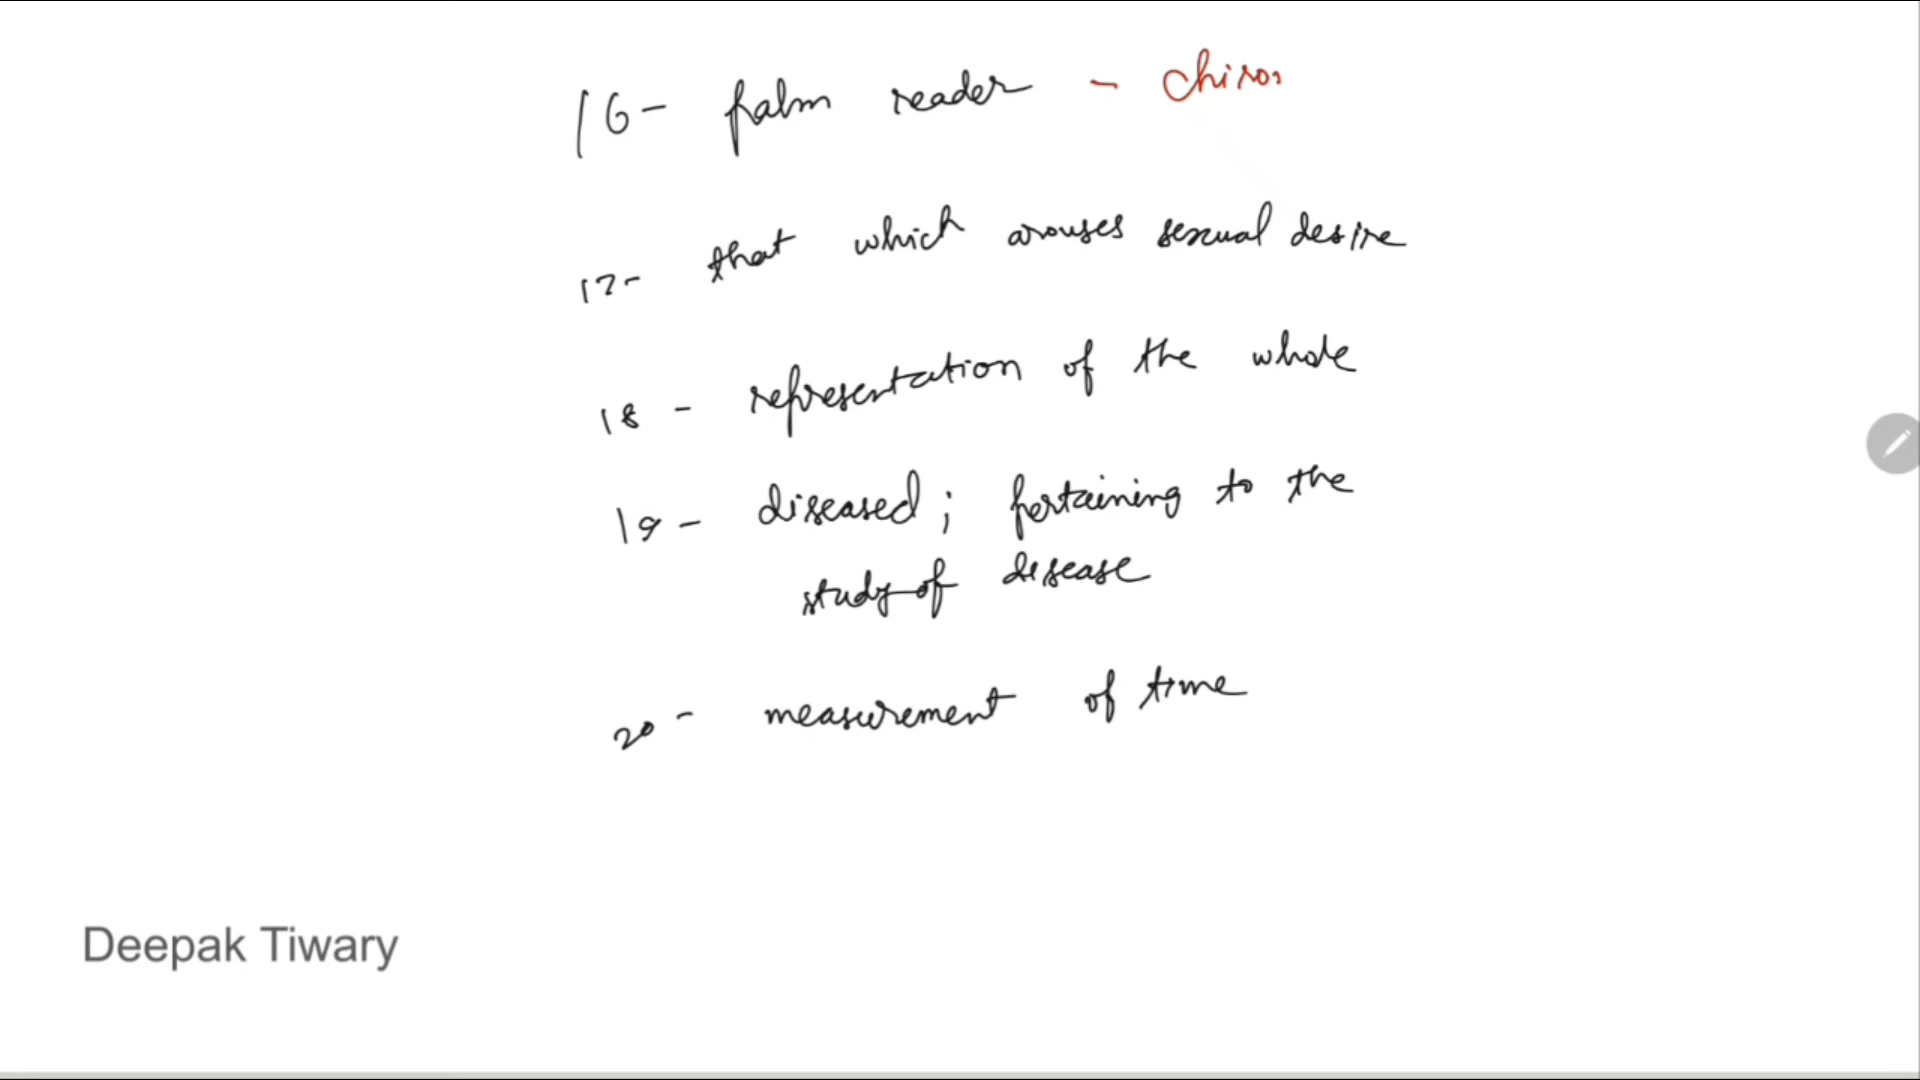 16- palm reader - chiro
17- that which arouses sexual desire
18 - representation of the whole
19 - diseased; pertaining to the
study of disease
20 - measurement of time
Deepak Tiwary